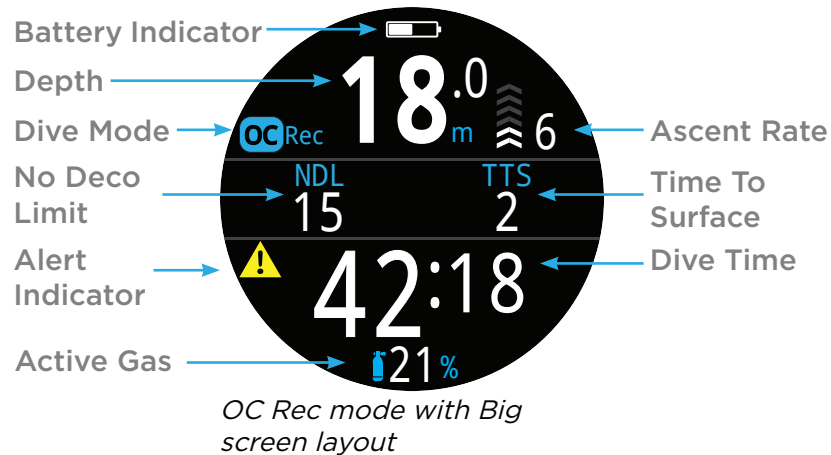 Battery Indicator
Depth
18.0
m
Dive Mode
OC Rec
6
Ascent Rate
No Deco
Limit
NDL
15
TTS
2
Time To
Surface
Alert
Indicator
42:18
Dive Time
Active Gas
21%
OC Rec mode with Big
screen layout